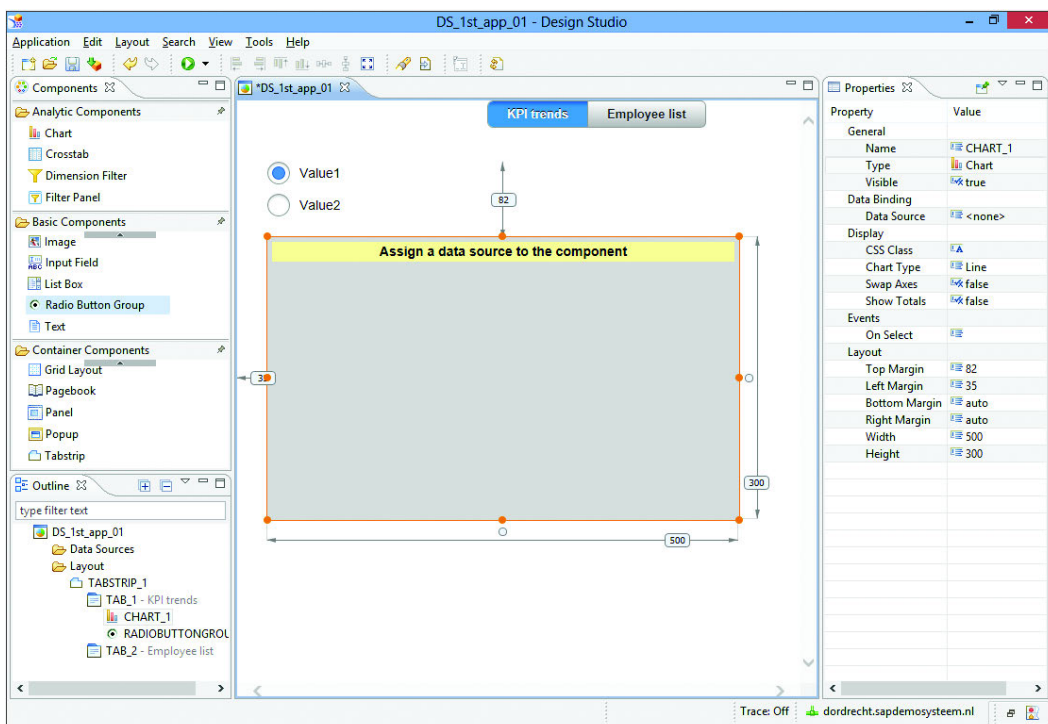 DS_1st_app_01 - Design Studio
Application Edit Layout Search View Tools Help
Components
Analytic Components
Chart
Crosstab
Dimension Filter
Filter Panel
Basic Components
Image
Input Field
List Box
Radio Button Group
Text
Container Components
Grid Layout
Pagebook
Panel
Popup
Tabstrip
Outline
type filter text
DS_1st_app_01
Data Sources
Layout
TABSTRIP_1
TAB_1 - KPI trends
CHART_1
RADIOBUTTONGROU
TAB_2 - Employee list
*DS_1st_app_01
KPI trends Employee list
Value1
Value2
82
Assign a data source to the component
35
300
500
Properties
Property Value
General
Name CHART_1
Type Chart
Visible true
Data Binding
Data Source <none>
Display
CSS Class
Chart Type Line
Swap Axes false
Show Totals false
Events
On Select
Layout
Top Margin 82
Left Margin 35
Bottom Margin auto
Right Margin auto
Width 500
Height 300
Trace: Off dordrecht.sapdemosysteem.nl